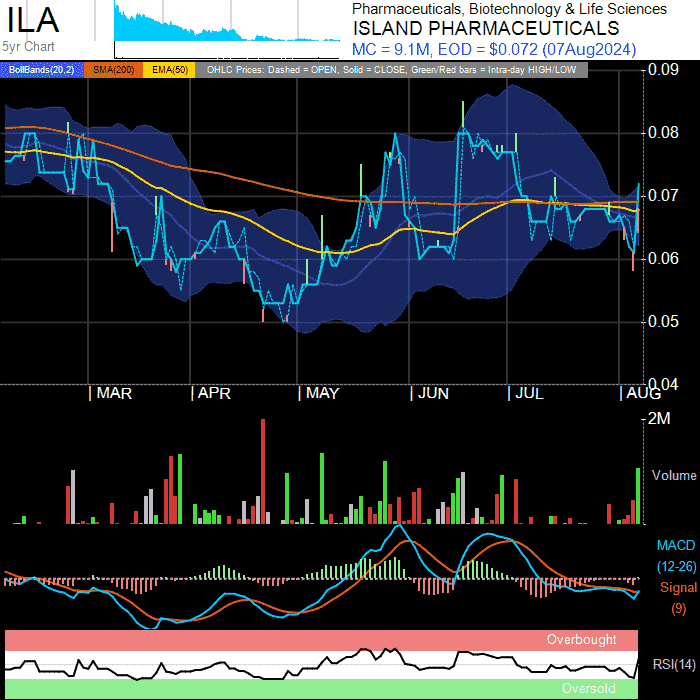 ILA
5yr Chart
Pharmaceuticals, Biotechnology & Life Sciences
ISLAND PHARMACEUTICALS
MC = 9.1M, EOD = $0.072 (07Aug2024)
BollBands(20,2) SMA(200) EMA(50) OHLC Prices: Dashed = OPEN, Solid = CLOSE, Green/Red bars = Intra-day HIGH/LOW
0.09
0.08
0.07
0.06
0.05
0.04
MAR APR MAY JUN JUL AUG
2M
Volume
MACD
(12-26)
Signal
(9)
Overbought
RSI(14)
Oversold